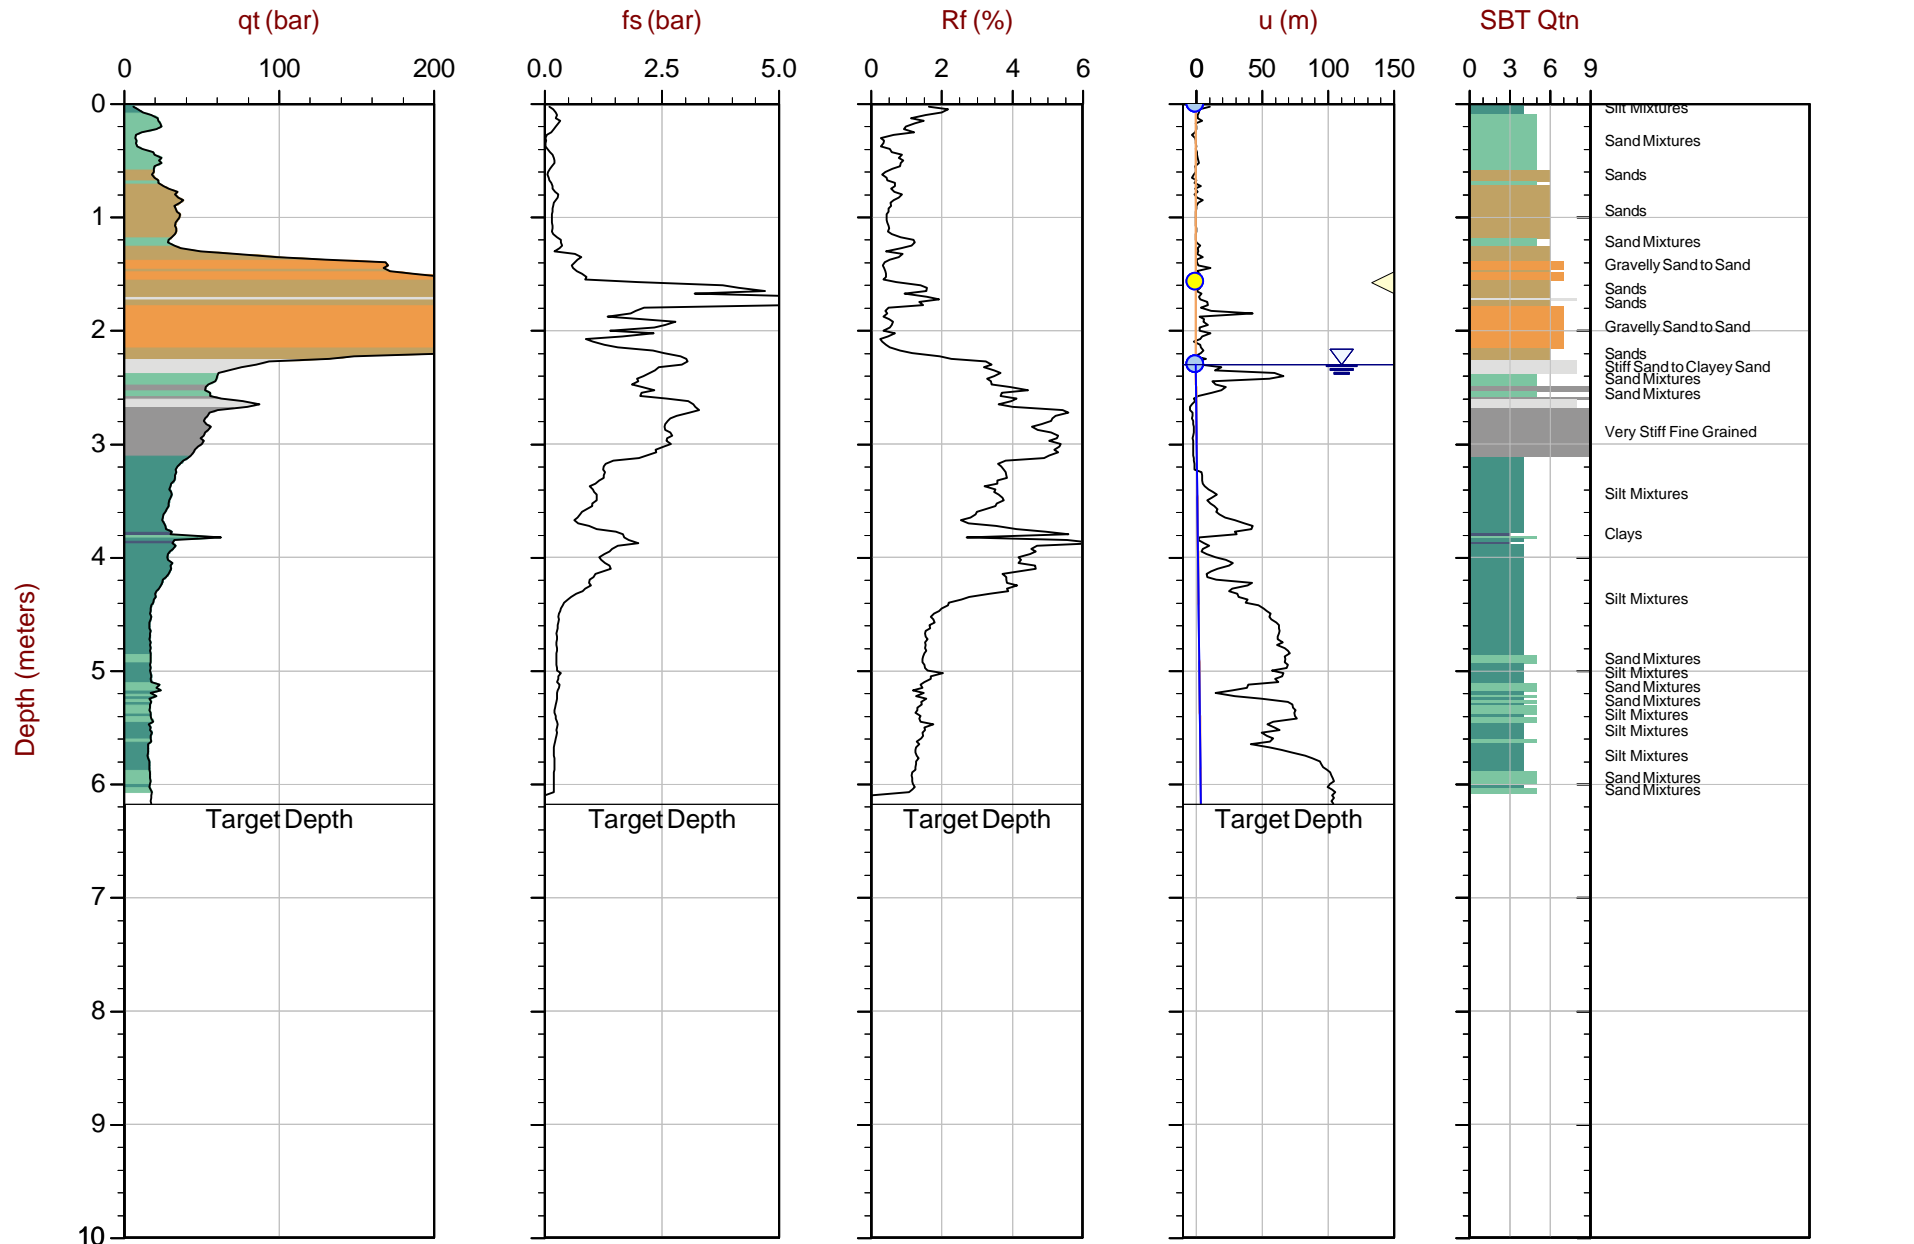 qt (bar)
fs (bar)
Rf (%)
u (m)
SBT Qtn
0 100 200
0.0 2.5 5.0
0 2 4 6
0 50 100 150
0 3 6 9
Depth (meters)
0
1
2
3
4
5
6
7
8
9
10
Target Depth
Target Depth
Target Depth
Target Depth
Silt Mixtures
Sand Mixtures
Sands
Sands
Sand Mixtures
Gravelly Sand to Sand
Sands
Sands
Gravelly Sand to Sand
Sands
Stiff Sand to Clayey Sand
Sand Mixtures
Sand Mixtures
Very Stiff Fine Grained
Silt Mixtures
Clays
Silt Mixtures
Sand Mixtures
Silt Mixtures
Sand Mixtures
Sand Mixtures
Silt Mixtures
Silt Mixtures
Silt Mixtures
Sand Mixtures
Sand Mixtures